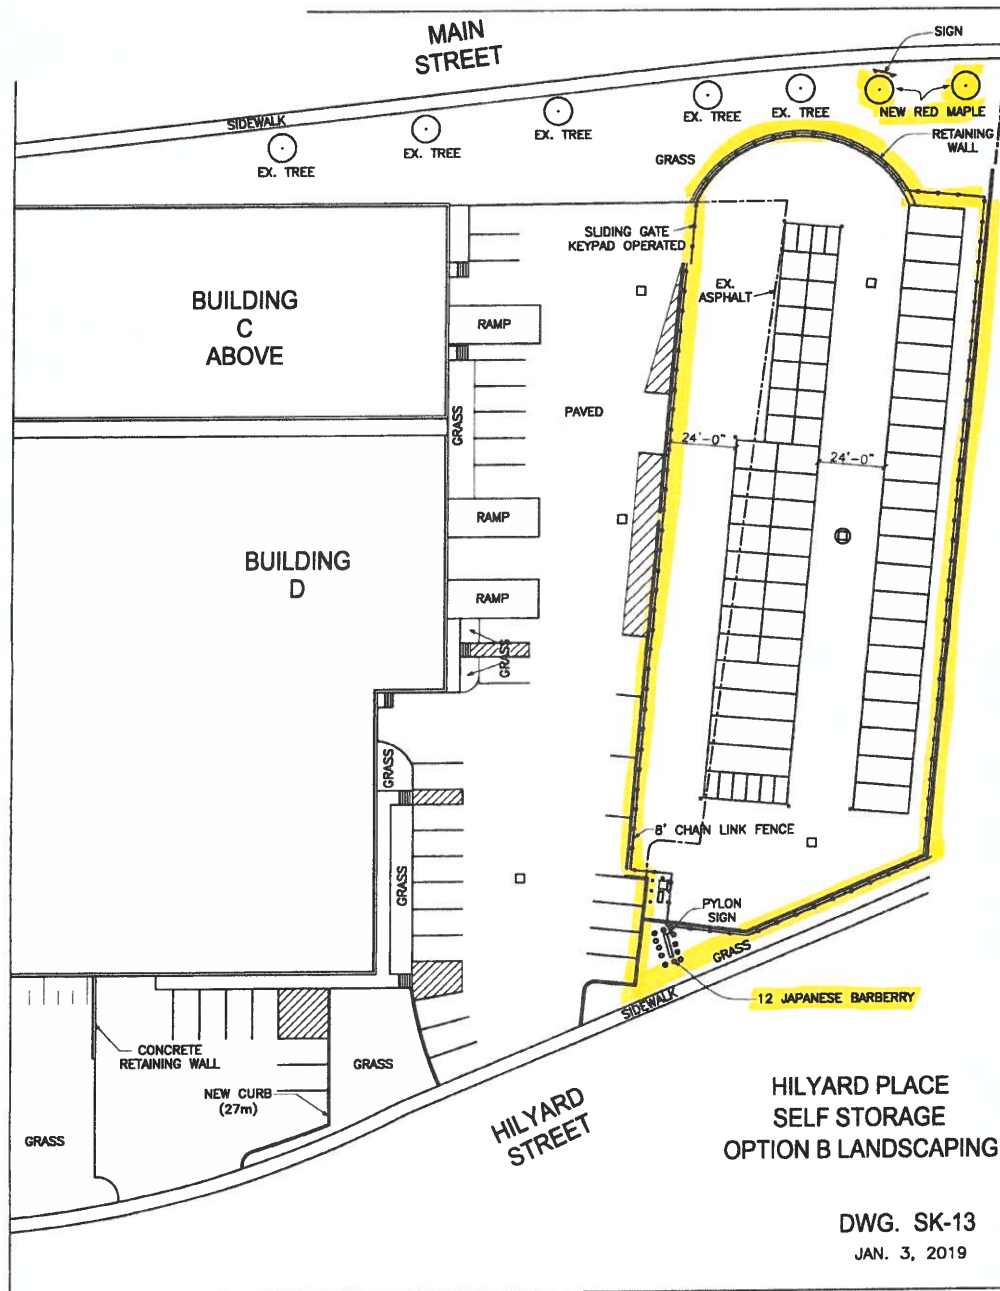 MAIN
STREET
SIGN
SIDEWALK
EX. TREE
EX. TREE
EX. TREE
EX. TREE
EX. TREE
NEW RED MAPLE
GRASS
RETAINING
WALL
SLIDING GATE
KEYPAD OPERATED
EX.
ASPHALT
BUILDING
C
ABOVE
RAMP
GRASS
PAVED
24'-0"
24'-0"
RAMP
BUILDING
D
RAMP
GRASS
GRASS
8' CHAIN LINK FENCE
GRASS
PYLON
SIGN
GRASS
SIDEWALK
12 JAPANESE BARBERRY
CONCRETE
RETAINING WALL
GRASS
NEW CURB
(27m)
GRASS
HILYARD
STREET
HILYARD PLACE
SELF STORAGE
OPTION B LANDSCAPING
DWG. SK-13
JAN. 3, 2019